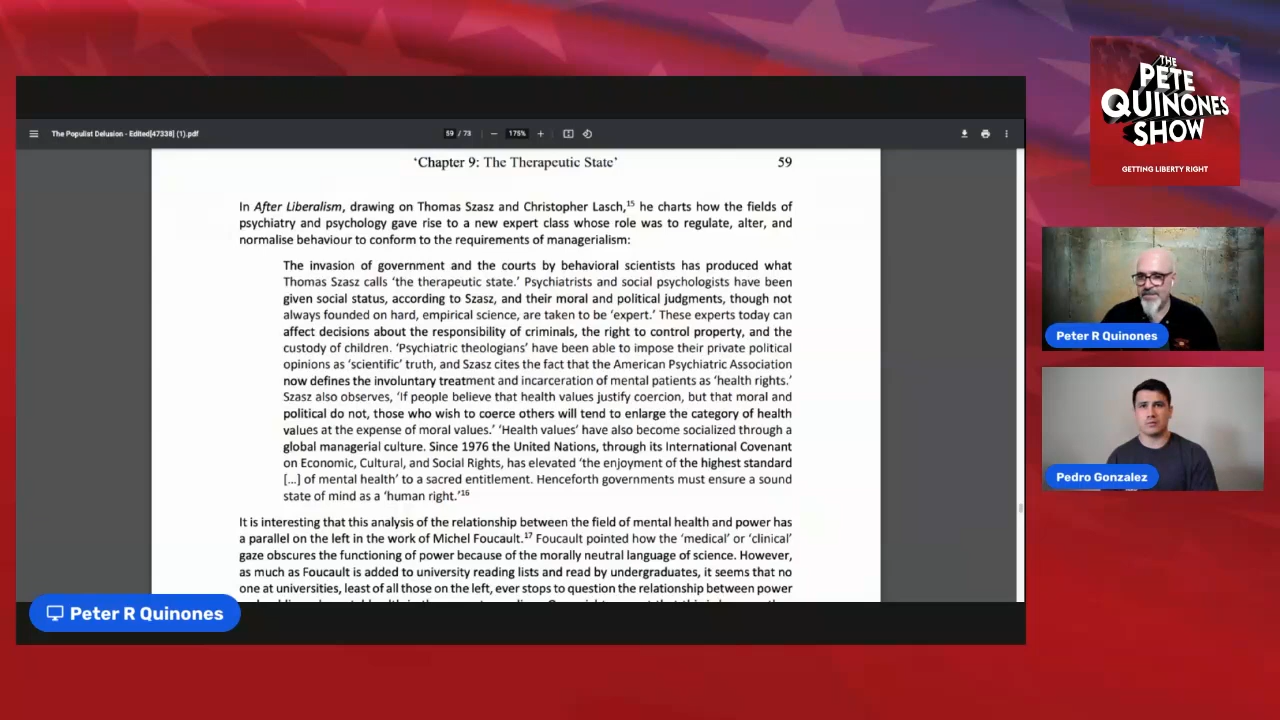 The Populist Delusion - Edited[47338] (1).pdf
59 / 73
175%
'Chapter 9: The Therapeutic State'
59
In After Liberalism, drawing on Thomas Szasz and Christopher Lasch,15 he charts how the fields of
psychiatry and psychology gave rise to a new expert class whose role was to regulate, alter, and
normalise behaviour to conform to the requirements of managerialism:
The invasion of government and the courts by behavioral scientists has produced what
Thomas Szasz calls 'the therapeutic state.' Psychiatrists and social psychologists have been
given social status, according to Szasz, and their moral and political judgments, though not
always founded on hard, empirical science, are taken to be 'expert.' These experts today can
affect decisions about the responsibility of criminals, the right to control property, and the
custody of children. 'Psychiatric theologians' have been able to impose their private political
opinions as 'scientific' truth, and Szasz cites the fact that the American Psychiatric Association
now defines the involuntary treatment and incarceration of mental patients as 'health rights.'
Szasz also observes, 'If people believe that health values justify coercion, but that moral and
political do not, those who wish to coerce others will tend to enlarge the category of health
values at the expense of moral values.' 'Health values' have also become socialized through a
global managerial culture. Since 1976 the United Nations, through its International Covenant
on Economic, Cultural, and Social Rights, has elevated 'the enjoyment of the highest standard
[...] of mental health' to a sacred entitlement. Henceforth governments must ensure a sound
state of mind as a 'human right.'16
It is interesting that this analysis of the relationship between the field of mental health and power has
a parallel on the left in the work of Michel Foucault.17 Foucault pointed how the 'medical' or 'clinical'
gaze obscures the functioning of power because of the morally neutral language of science. However,
as much as Foucault is added to university reading lists and read by undergraduates, it seems that no
one at universities, least of all those on the left, ever stops to question the relationship between power
Peter R Quinones
THE
PETE
QUINONES
SHOW
GETTING LIBERTY RIGHT
Peter R Quinones
Pedro Gonzalez